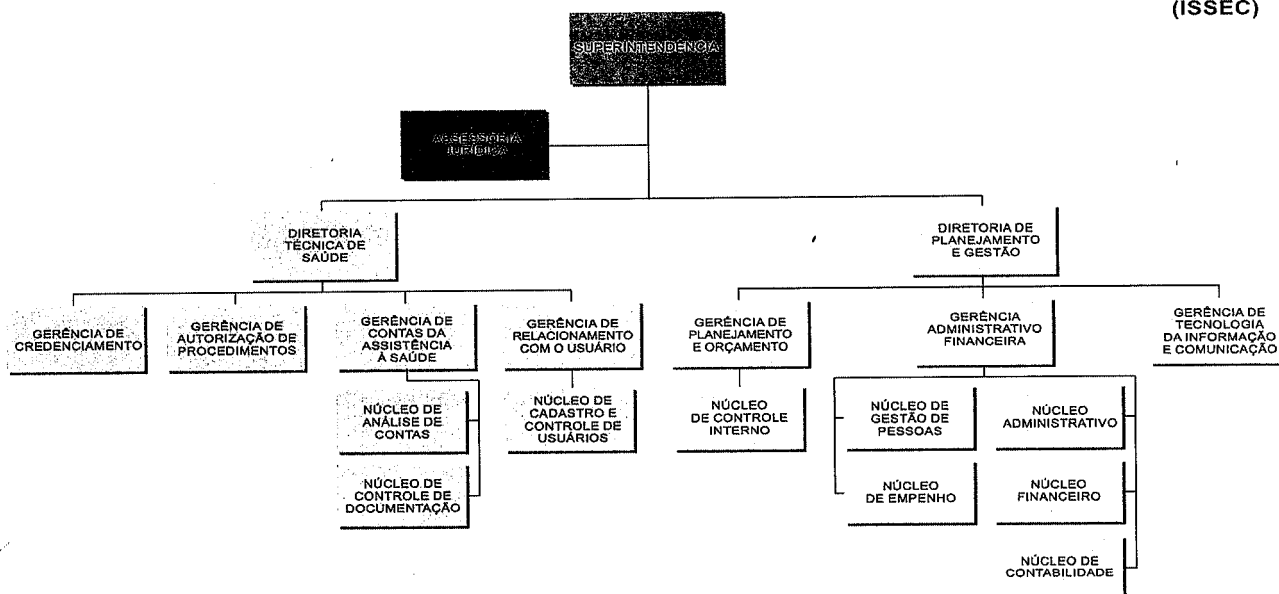 (ISSEC)
SUPERINTENDÊNCIA
ASSESSORIA
JURÍDICA
DIRETORIA
TÉCNICA DE
SAÚDE
DIRETORIA DE
PLANEJAMENTO
E GESTÃO
GERÊNCIA DE
CREDENCIAMENTO
GERÊNCIA DE
AUTORIZAÇÃO DE
PROCEDIMENTOS
GERÊNCIA DE
CONTAS DA
ASSISTÊNCIA
À SAÚDE
GERÊNCIA DE
RELACIONAMENTO
COM O USUÁRIO
GERÊNCIA DE
PLANEJAMENTO
E ORÇAMENTO
GERÊNCIA
ADMINISTRATIVO
FINANCEIRA
GERÊNCIA DE
TECNOLOGIA
DA INFORMAÇÃO
E COMUNICAÇÃO
NÚCLEO DE
ANÁLISE DE
CONTAS
NÚCLEO DE
CADASTRO E
CONTROLE DE
USUÁRIOS
NÚCLEO
DE CONTROLE
INTERNO
NÚCLEO DE
GESTÃO DE
PESSOAS
NÚCLEO
ADMINISTRATIVO
NÚCLEO DE
CONTROLE DE
DOCUMENTAÇÃO
NÚCLEO
DE EMPENHO
NÚCLEO
FINANCEIRO
NÚCLEO DE
CONTABILIDADE